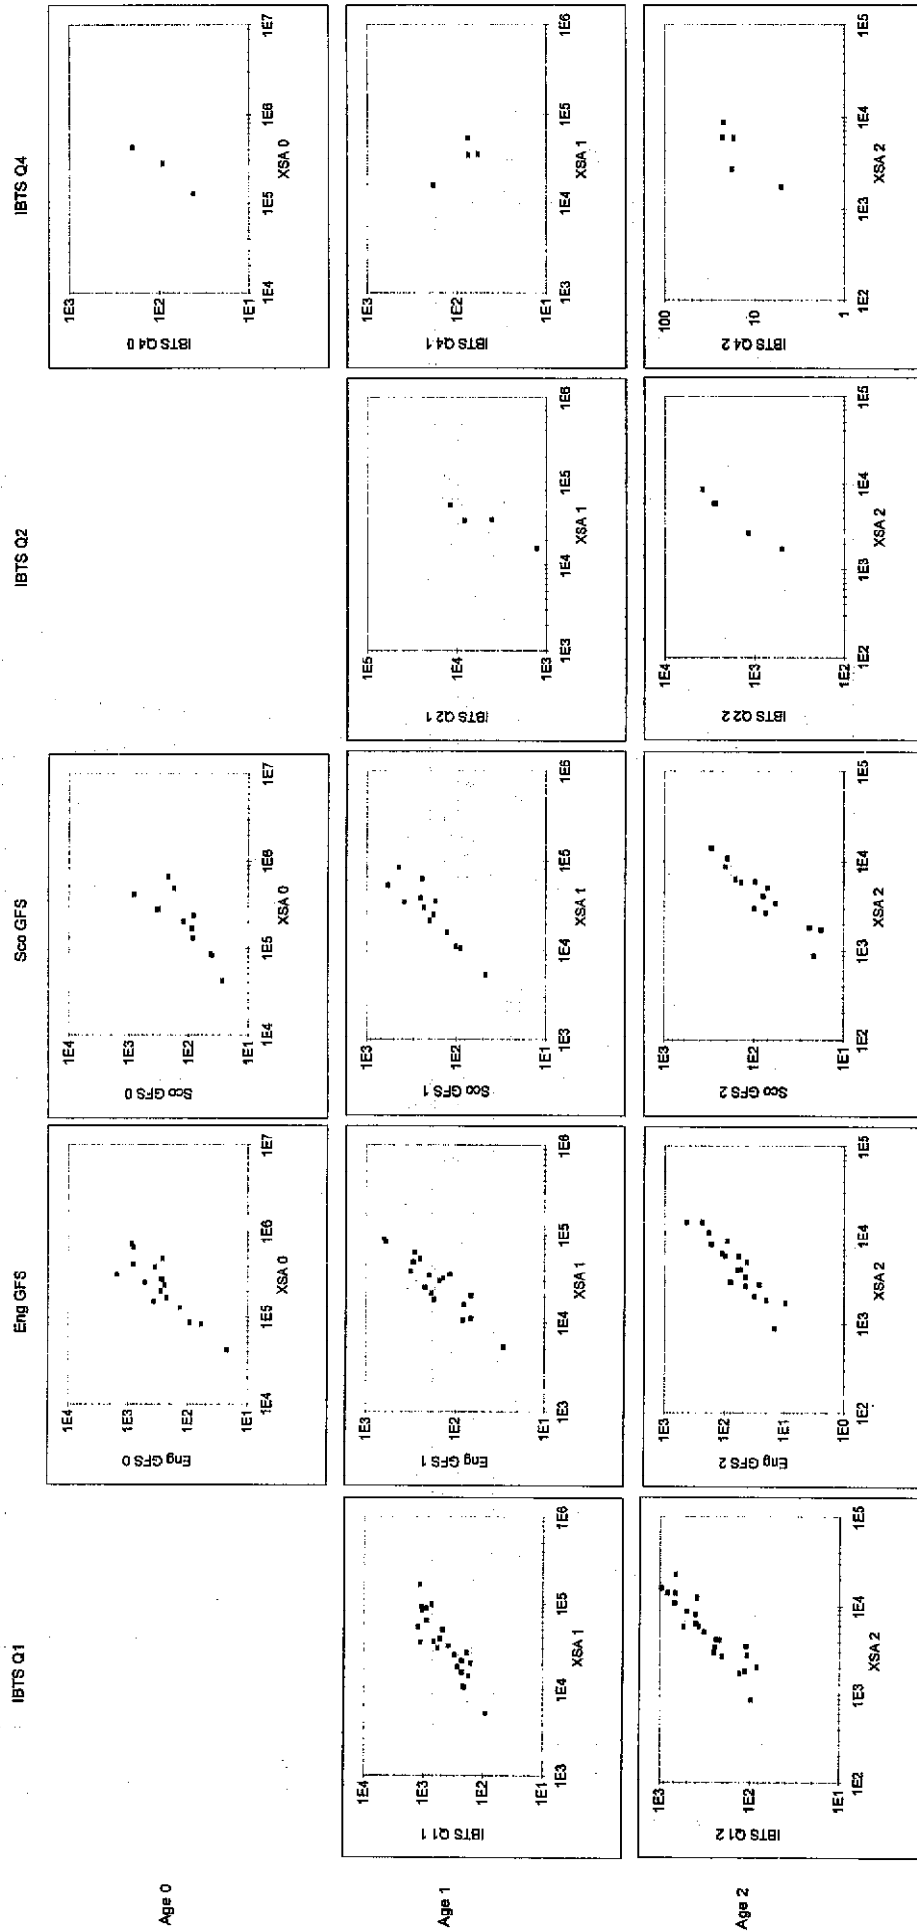 IBTS Q1
Eng GFS
Sco GFS
IBTS Q2
IBTS Q4
Age 0
Eng GFS 0
1E4
1E3
1E2
1E1
1E4 1E5 1E6 1E7
XSA 0
Sco GFS 0
1E4
1E3
1E2
1E1
1E4 1E5 1E6 1E7
XSA 0
IBTS Q4 0
1E3
1E2
1E1
1E4 1E5 1E6 1E7
XSA 0
Age 1
IBTS Q1 1
1E4
1E3
1E2
1E1
1E3 1E4 1E5 1E6
XSA 1
Eng GFS 1
1E3
1E2
1E1
1E3 1E4 1E5 1E6
XSA 1
Sco GFS 1
1E3
1E2
1E1
1E3 1E4 1E5 1E6
XSA 1
IBTS Q2 1
1E5
1E4
1E3
1E3 1E4 1E5 1E6
XSA 1
IBTS Q4 1
1E3
1E2
1E1
1E3 1E4 1E5 1E6
XSA 1
Age 2
IBTS Q1 2
1E3
1E2
1E1
1E2 1E3 1E4 1E5
XSA 2
Eng GFS 2
1E3
1E2
1E1
1E0
1E2 1E3 1E4 1E5
XSA 2
Sco GFS 2
1E3
1E2
1E1
1E2 1E3 1E4 1E5
XSA 2
IBTS Q2 2
1E4
1E3
1E2
1E2 1E3 1E4 1E5
XSA 2
IBTS Q4 2
100
10
1
1E2 1E3 1E4 1E5
XSA 2